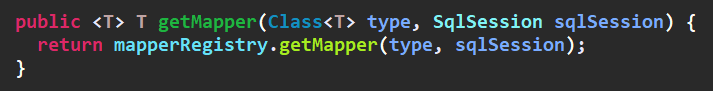 public <T> T getMapper(Class<T> type, SqlSession sqlSession) {
  return mapperRegistry.getMapper(type, sqlSession);
}